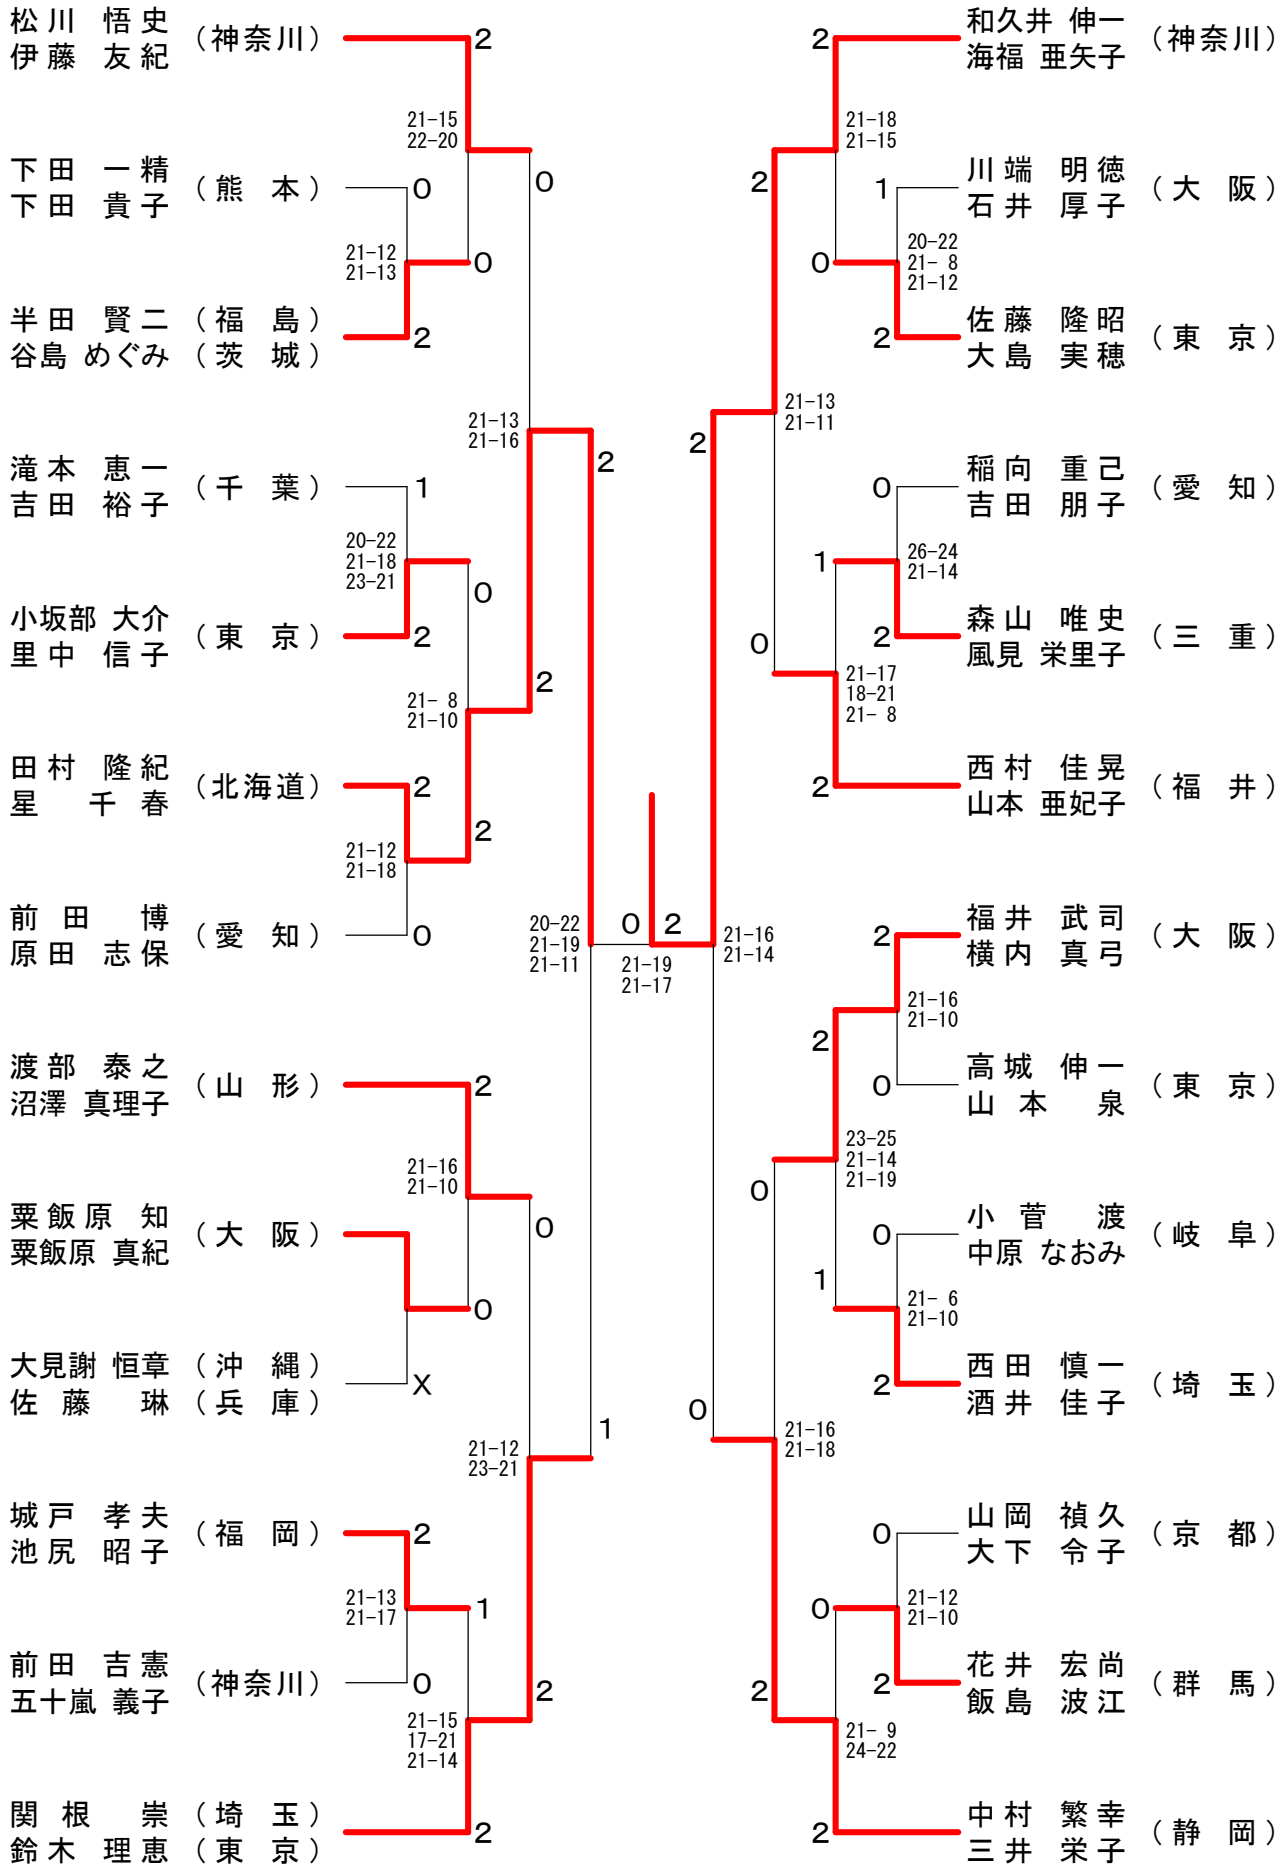 松川 悟史
伊藤 友紀
(神奈川)
2
21-15
22-20
下田 一精
下田 貴子
(熊 本)
0
0
21-12
21-13
0
半田 賢二 (福 島)
谷島 めぐみ (茨 城)
2
21-13
21-16
2
滝本 恵一
吉田 裕子
(千 葉)
1
20-22
21-18
23-21
0
小坂部 大介
里中 信子
(東 京)
2
21- 8
21-10
2
田村 隆紀
星 千春
(北海道)
2
21-12
21-18
2
前田 博
原田 志保
(愛 知)
0
20-22
21-19
21-11
0 2
21-19
21-17
渡部 泰之
沼澤 真理子
(山 形)
2
21-16
21-10
粟飯原 知
粟飯原 真紀
(大 阪)
0
0
大見謝 恒章 (沖 縄)
佐藤 琳 (兵 庫)
X
21-12
23-21
1
城戸 孝夫
池尻 昭子
(福 岡)
2
21-13
21-17
1
前田 吉憲
五十嵐 義子
(神奈川)
0
2
21-15
17-21
21-14
関根 崇 (埼 玉)
鈴木 理恵 (東 京)
2
2
和久井 伸一
海福 亜矢子
(神奈川)
21-18
21-15
2
1
川端 明徳
石井 厚子
(大 阪)
0
20-22
21- 8
21-12
2
佐藤 隆昭
大島 実穂
(東 京)
21-13
21-11
2
0
稲向 重己
吉田 朋子
(愛 知)
1
26-24
21-14
2
森山 唯史
風見 栄里子
(三 重)
0
21-17
18-21
21- 8
2
西村 佳晃
山本 亜妃子
(福 井)
21-16
21-14
2
福井 武司
横内 真弓
(大 阪)
21-16
21-10
2
0
高城 伸一
山本 泉
(東 京)
23-25
21-14
21-19
0
0
小菅 渡
中原 なおみ
(岐 阜)
1
21- 6
21-10
2
西田 慎一
酒井 佳子
(埼 玉)
0
21-16
21-18
0
山岡 禎久
大下 令子
(京 都)
0
21-12
21-10
2
花井 宏尚
飯島 波江
(群 馬)
2
21- 9
24-22
2
中村 繁幸
三井 栄子
(静 岡)